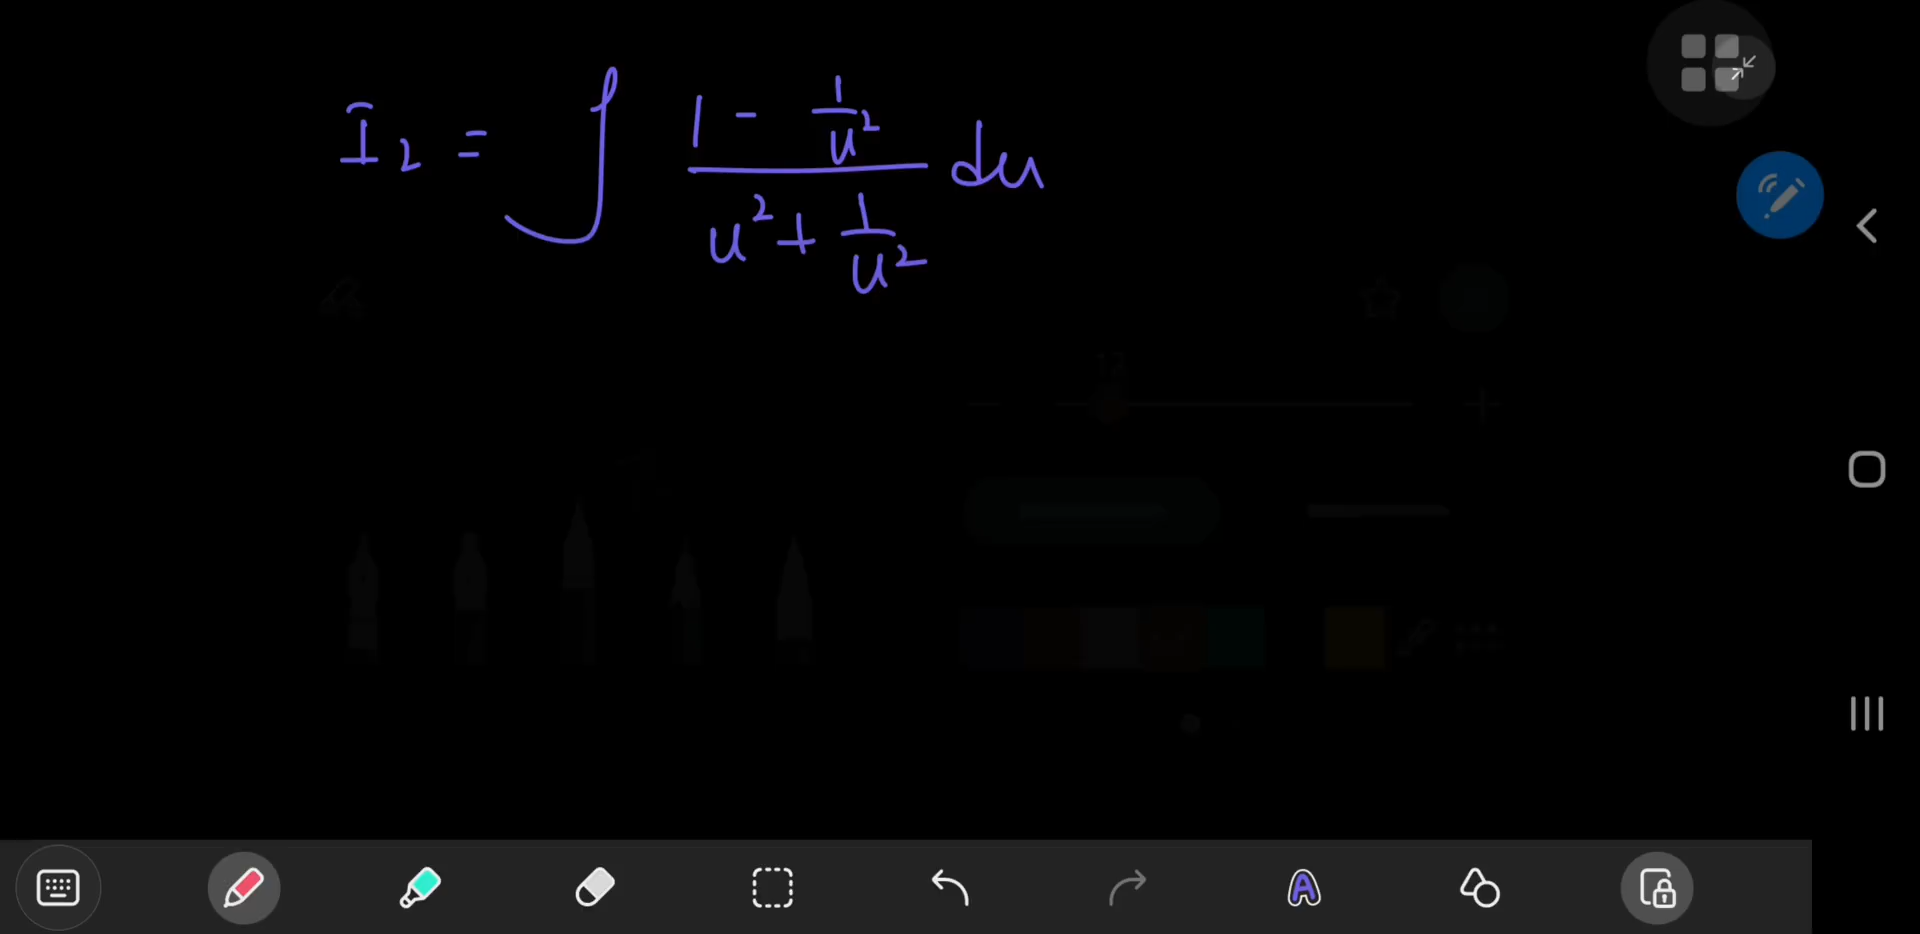 I₂ = ∫ (1 - 1/u²)/(u² + 1/u²) du